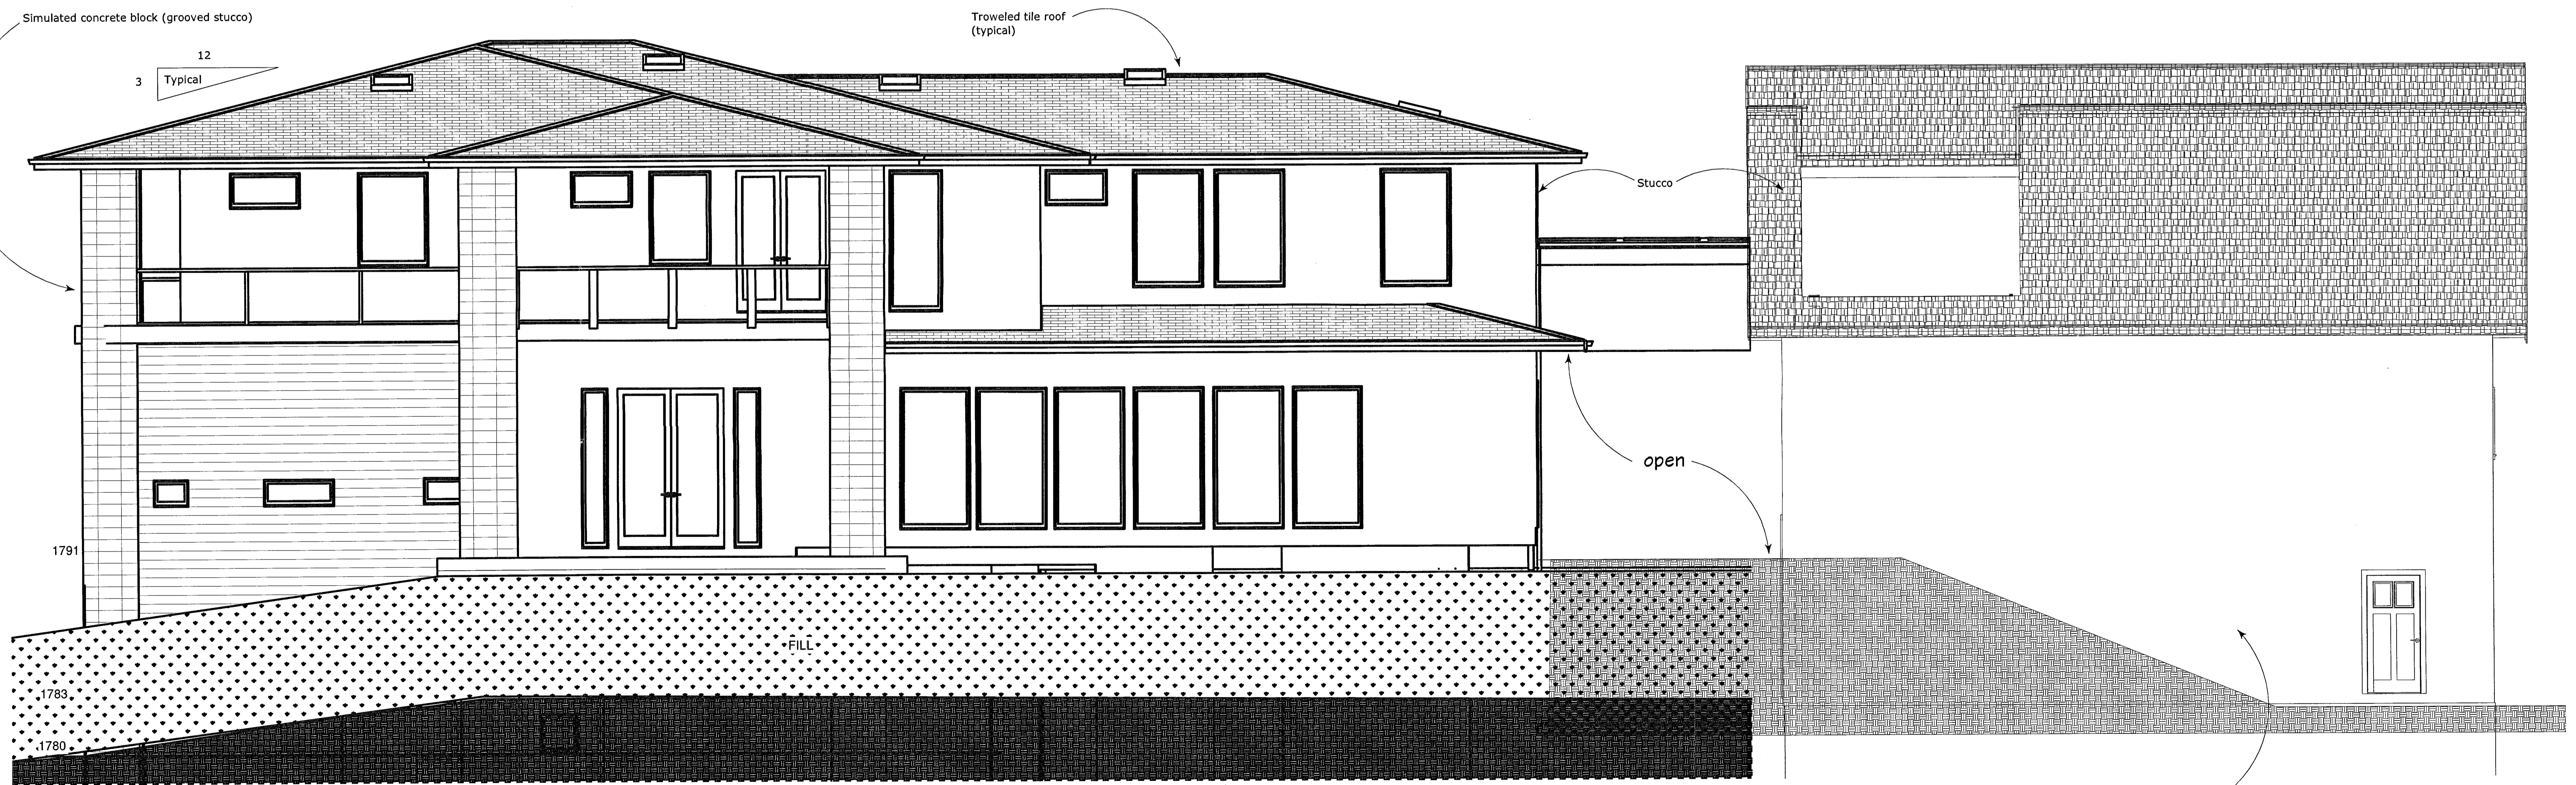 Simulated concrete block (grooved stucco)
Troweled tile roof
(typical)
12
3
Typical
Stucco
open
1791
FILL
1783
1780